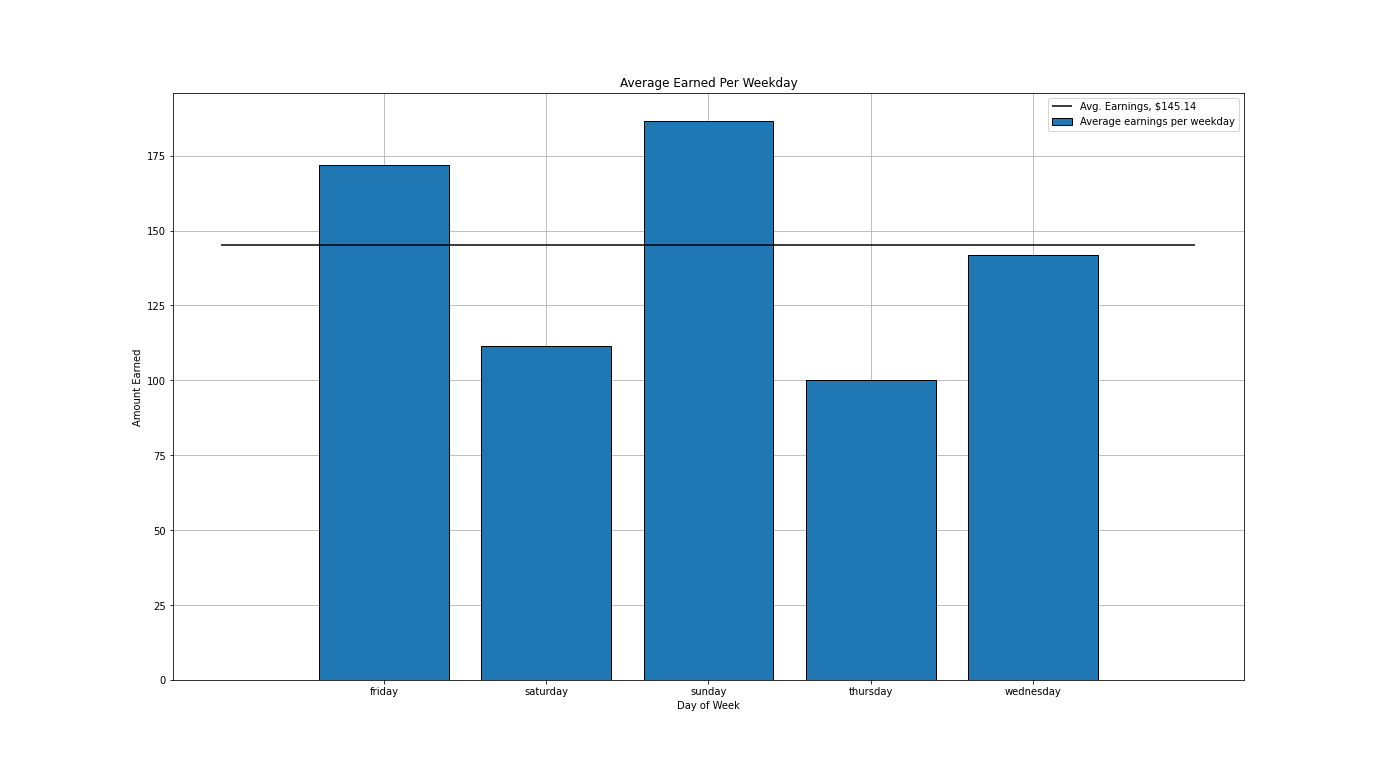 Average Earned Per Weekday
Avg. Earnings, $145.14
Average earnings per weekday
Amount Earned
175
150
125
100
75
50
25
0
friday
saturday
sunday
thursday
wednesday
Day of Week